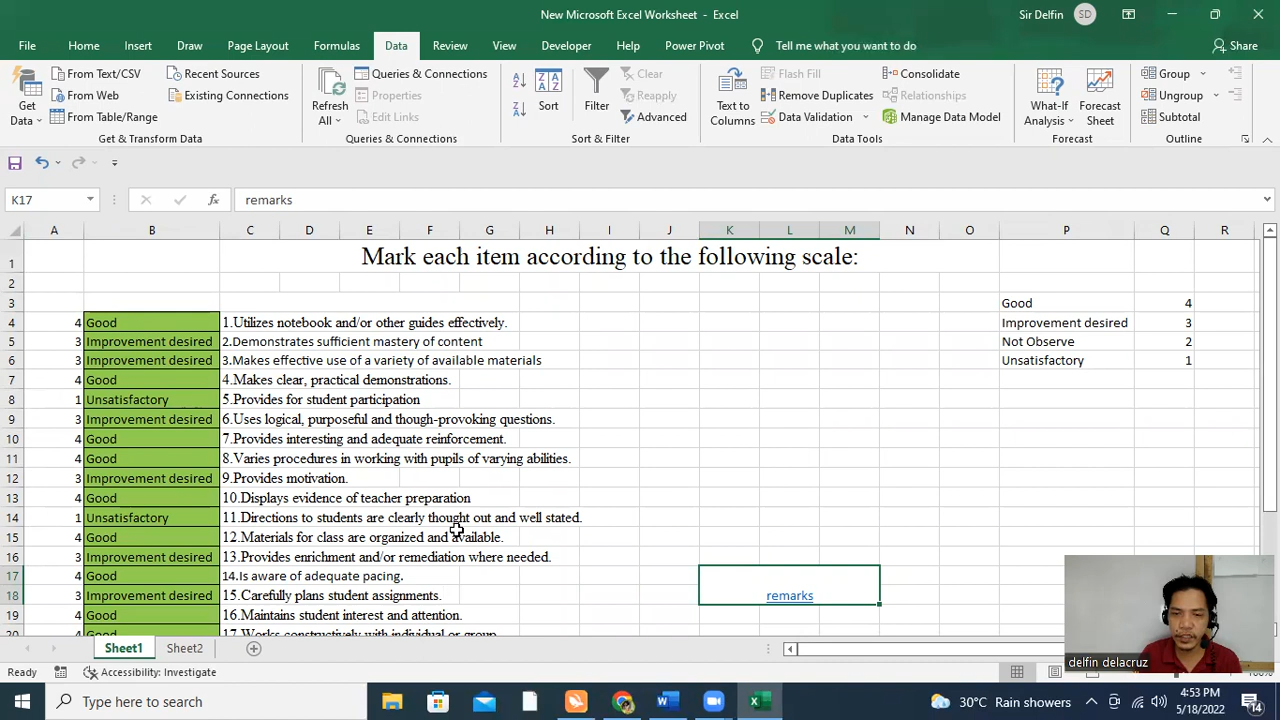 New Microsoft Excel Worksheet - Excel
Sir Delfin SD
File Home Insert Draw Page Layout Formulas Data Review View Developer Help Power Pivot Tell me what you want to do Share
Get Data
From Text/CSV
From Web
From Table/Range
Recent Sources
Existing Connections
Get & Transform Data
Refresh All
Queries & Connections
Properties
Edit Links
Queries & Connections
Sort
Filter
Clear
Reapply
Advanced
Sort & Filter
Text to Columns
Flash Fill
Remove Duplicates
Data Validation
Consolidate
Relationships
Manage Data Model
Data Tools
What-If Analysis
Forecast Sheet
Forecast
Group
Ungroup
Subtotal
Outline
K17 fx remarks
A B C D E F G H I J K L M N O P Q R
1 Mark each item according to the following scale:
2
3 Good 4
4 4 Good 1.Utilizes notebook and/or other guides effectively. Improvement desired 3
5 3 Improvement desired 2.Demonstrates sufficient mastery of content Not Observe 2
6 3 Improvement desired 3.Makes effective use of a variety of available materials Unsatisfactory 1
7 4 Good 4.Makes clear, practical demonstrations.
8 1 Unsatisfactory 5.Provides for student participation
9 3 Improvement desired 6.Uses logical, purposeful and though-provoking questions.
10 4 Good 7.Provides interesting and adequate reinforcement.
11 4 Good 8.Varies procedures in working with pupils of varying abilities.
12 3 Improvement desired 9.Provides motivation.
13 4 Good 10.Displays evidence of teacher preparation
14 1 Unsatisfactory 11.Directions to students are clearly thought out and well stated.
15 4 Good 12.Materials for class are organized and available.
16 3 Improvement desired 13.Provides enrichment and/or remediation where needed.
17 4 Good 14.Is aware of adequate pacing.
18 3 Improvement desired 15.Carefully plans student assignments. remarks
19 4 Good 16.Maintains student interest and attention.
20 4 Good 17.Works constructively with individual or group
delfin delacruz
Sheet1 Sheet2
Ready Accessibility: Investigate
Type here to search
30°C Rain showers
4:53 PM
5/18/2022
14